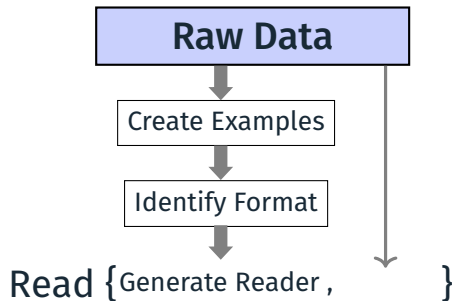 Raw Data
Create Examples
Identify Format
Read {Generate Reader , }